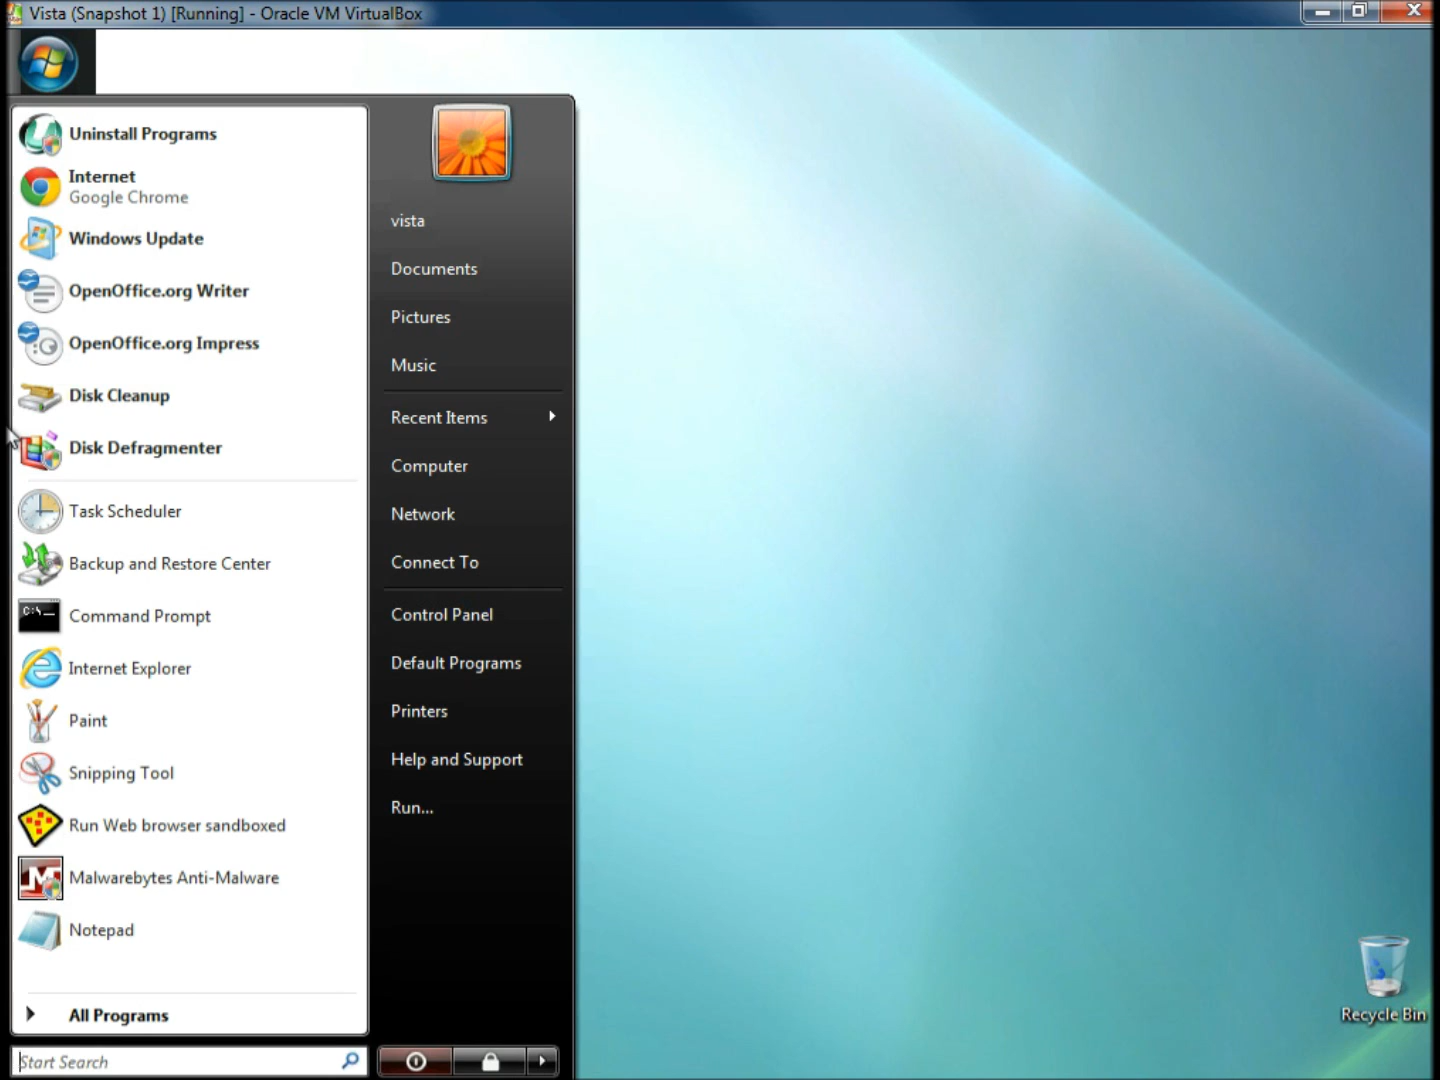 Vista (Snapshot 1) [Running] - Oracle VM VirtualBox
Uninstall Programs
Internet
Google Chrome
Windows Update
OpenOffice.org Writer
OpenOffice.org Impress
Disk Cleanup
Disk Defragmenter
Task Scheduler
Backup and Restore Center
C:\_
Command Prompt
Internet Explorer
Paint
Snipping Tool
Run Web browser sandboxed
Malwarebytes Anti-Malware
Notepad
All Programs
Start Search
vista
Documents
Pictures
Music
Recent Items
Computer
Network
Connect To
Control Panel
Default Programs
Printers
Help and Support
Run...
Recycle Bin